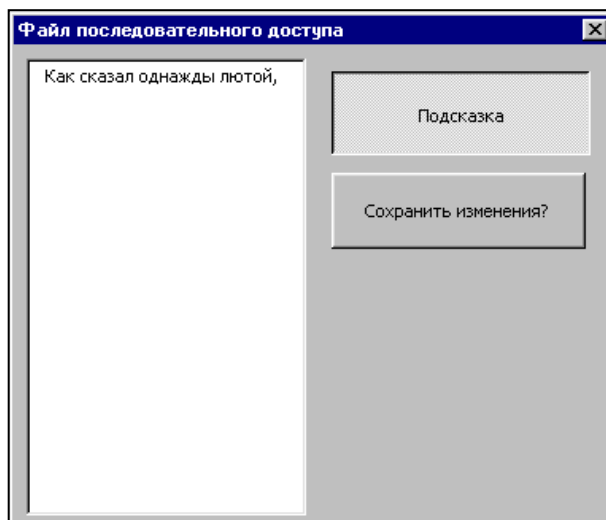 Файл последовательного доступа
Как сказал однажды лютой,
Подсказка
Сохранить изменения?